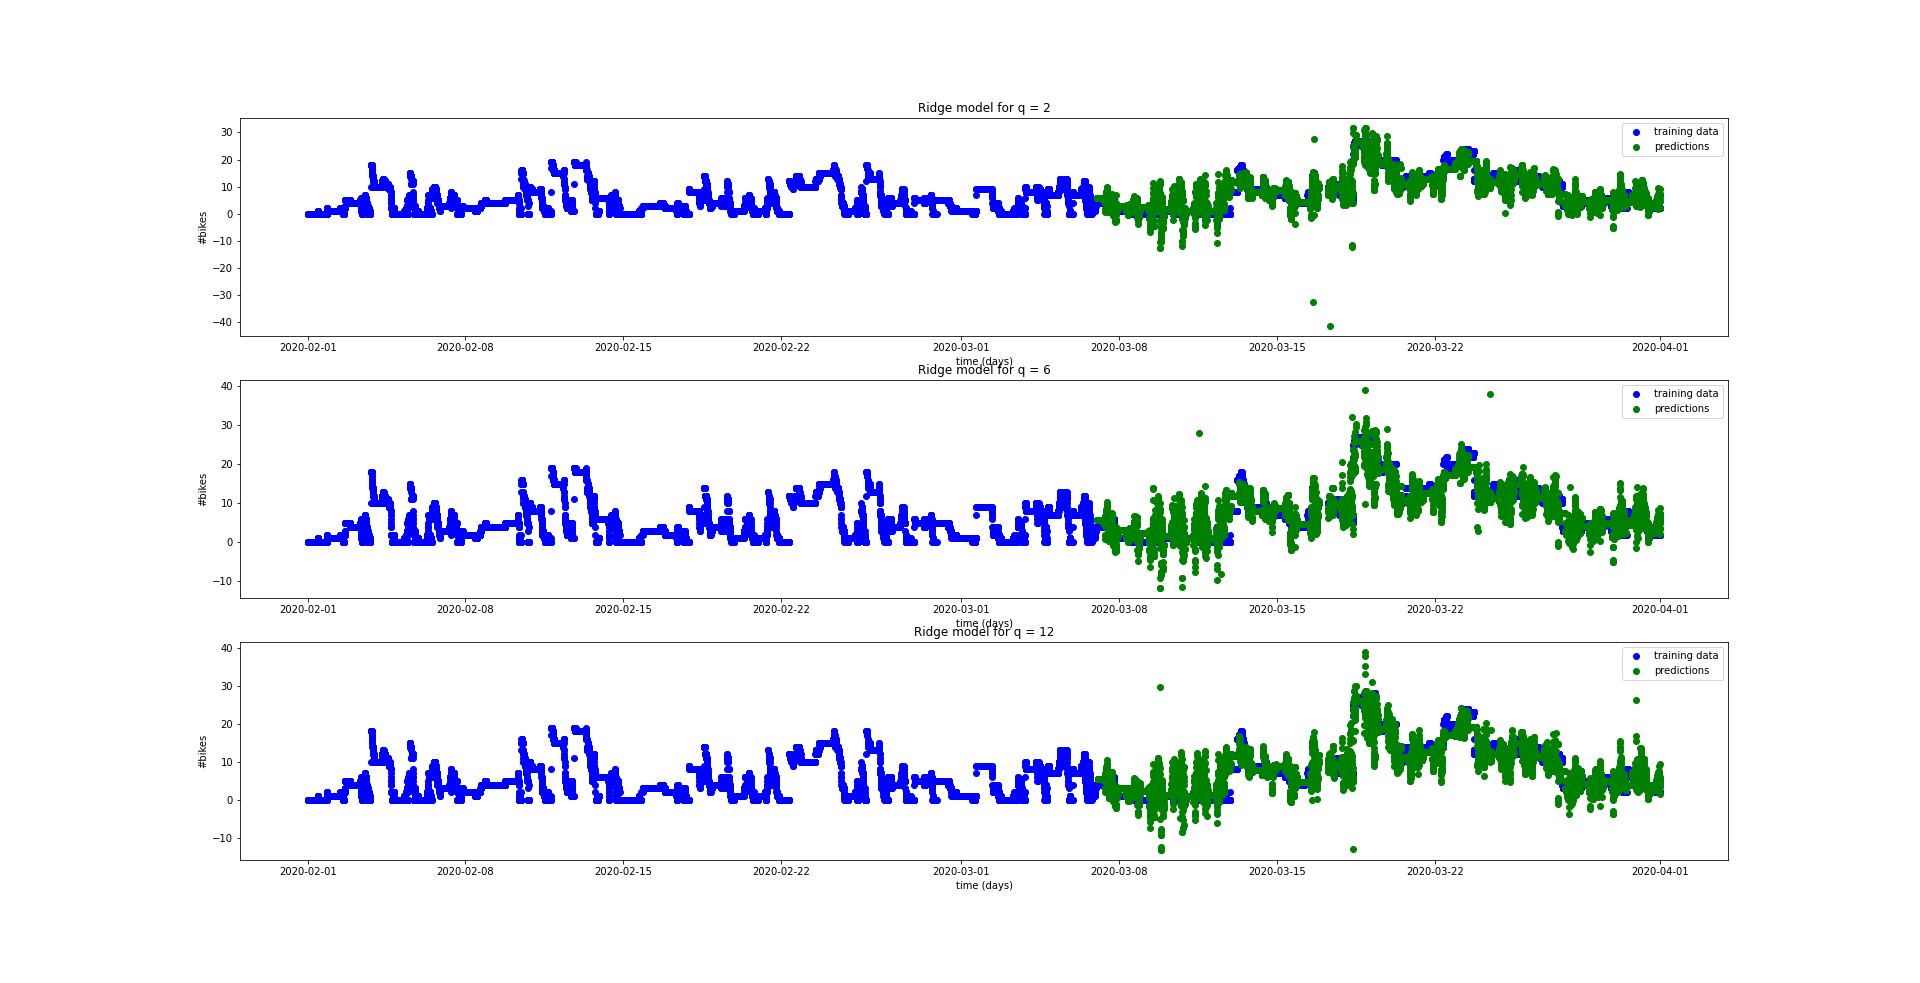 Ridge model for q = 2
30
20
10
0
−10
−20
−30
−40
#bikes
training data
predictions
2020-02-01 2020-02-08 2020-02-15 2020-02-22 2020-03-01 2020-03-08 2020-03-15 2020-03-22 2020-04-01
time (days)
Ridge model for q = 6
40
30
20
10
0
−10
#bikes
training data
predictions
2020-02-01 2020-02-08 2020-02-15 2020-02-22 2020-03-01 2020-03-08 2020-03-15 2020-03-22 2020-04-01
time (days)
Ridge model for q = 12
40
30
20
10
0
−10
#bikes
training data
predictions
2020-02-01 2020-02-08 2020-02-15 2020-02-22 2020-03-01 2020-03-08 2020-03-15 2020-03-22 2020-04-01
time (days)